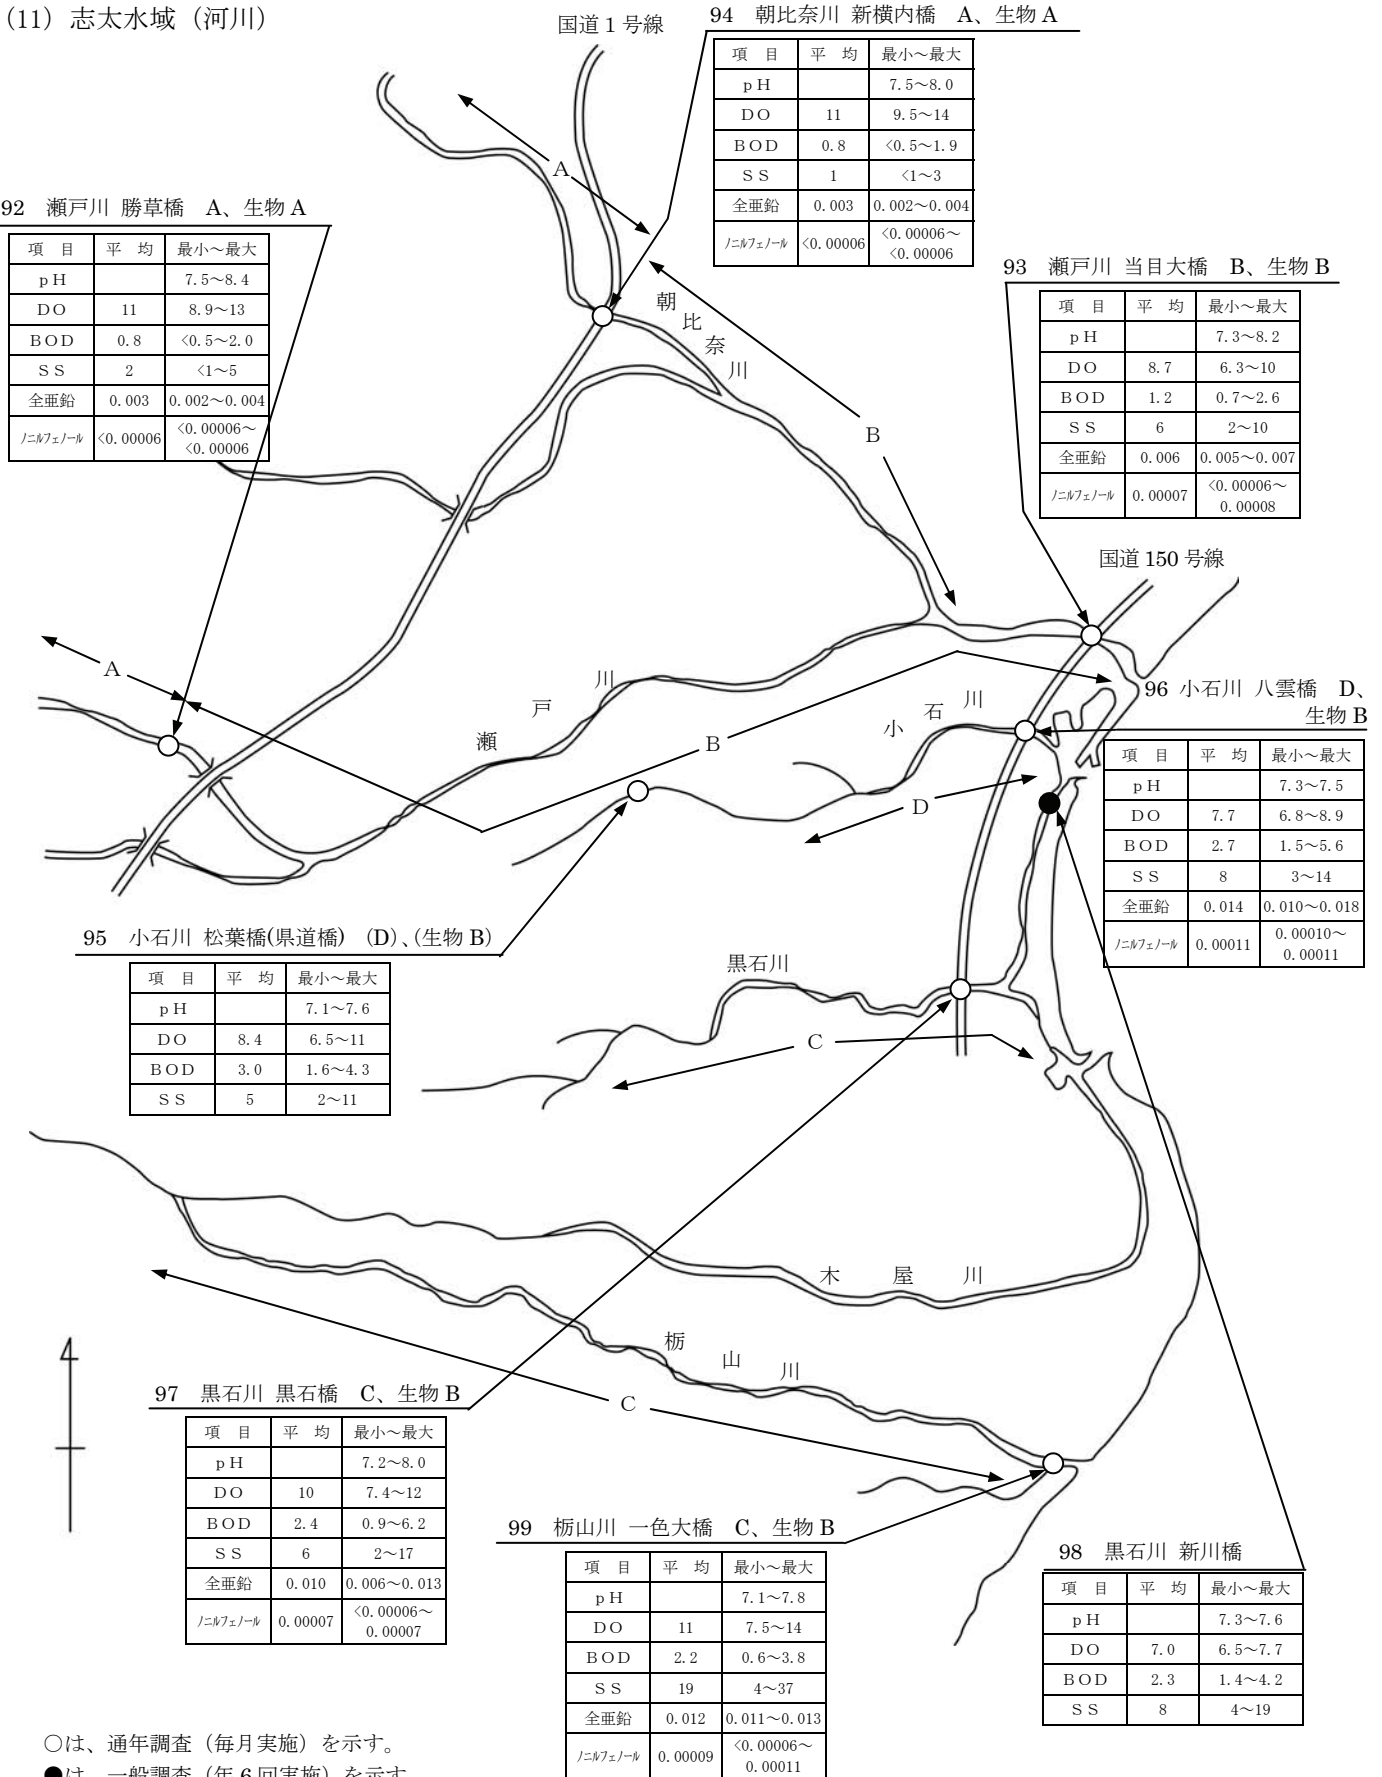 (11) 志太水域（河川）
国道1号線
94　朝比奈川 新横内橋　A、生物A
項　目　平　均　最小～最大
pH　7.5～8.0
DO　11　9.5～14
BOD　0.8　<0.5～1.9
SS　1　<1～3
全亜鉛　0.003　0.002～0.004
ﾉﾆﾙﾌｪﾉｰﾙ　<0.00006　<0.00006～
<0.00006
A
92　瀬戸川 勝草橋　A、生物A
項　目　平　均　最小～最大
pH　7.5～8.4
DO　11　8.9～13
BOD　0.8　<0.5～2.0
SS　2　<1～5
全亜鉛　0.003　0.002～0.004
ﾉﾆﾙﾌｪﾉｰﾙ　<0.00006　<0.00006～
<0.00006
93　瀬戸川 当目大橋　B、生物B
項　目　平　均　最小～最大
pH　7.3～8.2
DO　8.7　6.3～10
BOD　1.2　0.7～2.6
SS　6　2～10
全亜鉛　0.006　0.005～0.007
ﾉﾆﾙﾌｪﾉｰﾙ　0.00007　<0.00006～
0.00008
朝比奈川
B
国道150号線
A
瀬戸川
B
小石川
D
96 小石川 八雲橋　D、
生物B
項　目　平　均　最小～最大
pH　7.3～7.5
DO　7.7　6.8～8.9
BOD　2.7　1.5～5.6
SS　8　3～14
全亜鉛　0.014　0.010～0.018
ﾉﾆﾙﾌｪﾉｰﾙ　0.00011　0.00010～
0.00011
95　小石川 松葉橋(県道橋)　(D)、(生物B)
項　目　平　均　最小～最大
pH　7.1～7.6
DO　8.4　6.5～11
BOD　3.0　1.6～4.3
SS　5　2～11
黒石川
C
木屋川
栃山川
C
97　黒石川 黒石橋　C、生物B
項　目　平　均　最小～最大
pH　7.2～8.0
DO　10　7.4～12
BOD　2.4　0.9～6.2
SS　6　2～17
全亜鉛　0.010　0.006～0.013
ﾉﾆﾙﾌｪﾉｰﾙ　0.00007　<0.00006～
0.00007
99　栃山川 一色大橋　C、生物B
項　目　平　均　最小～最大
pH　7.1～7.8
DO　11　7.5～14
BOD　2.2　0.6～3.8
SS　19　4～37
全亜鉛　0.012　0.011～0.013
ﾉﾆﾙﾌｪﾉｰﾙ　0.00009　<0.00006～
0.00011
98　黒石川 新川橋
項　目　平　均　最小～最大
pH　7.3～7.6
DO　7.0　6.5～7.7
BOD　2.3　1.4～4.2
SS　8　4～19
○は、通年調査（毎月実施）を示す。
●は、一般調査（年6回実施）を示す